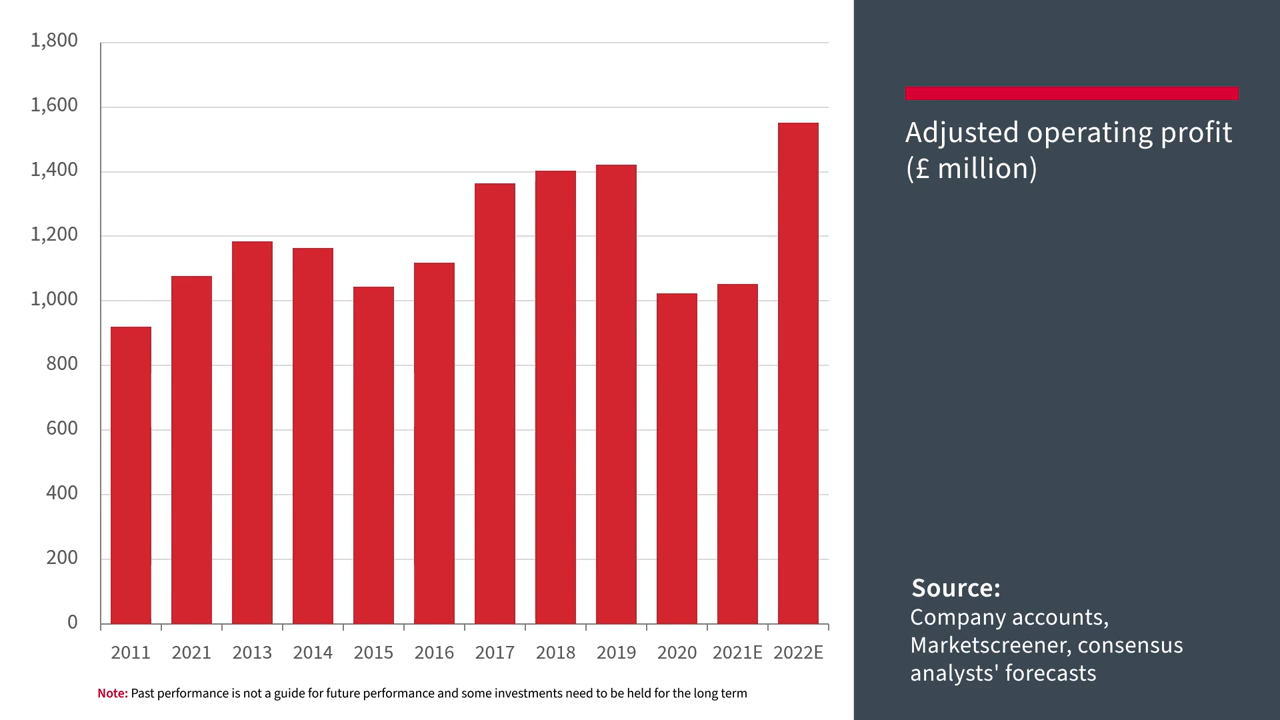 1,800
1,600
1,400
1,200
1,000
800
600
400
200
0
2011 2021 2013 2014 2015 2016 2017 2018 2019 2020 2021E 2022E
Note: Past performance is not a guide for future performance and some investments need to be held for the long term
Adjusted operating profit
(£ million)
Source:
Company accounts,
Marketscreener, consensus
analysts' forecasts